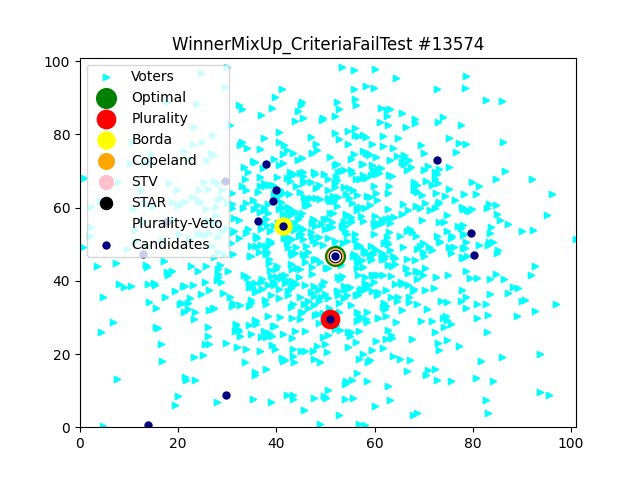 WinnerMixUp_CriteriaFailTest #13574
100
80
60
40
20
0
0 20 40 60 80 100
Voters
Optimal
Plurality
Borda
Copeland
STV
STAR
Plurality-Veto
Candidates